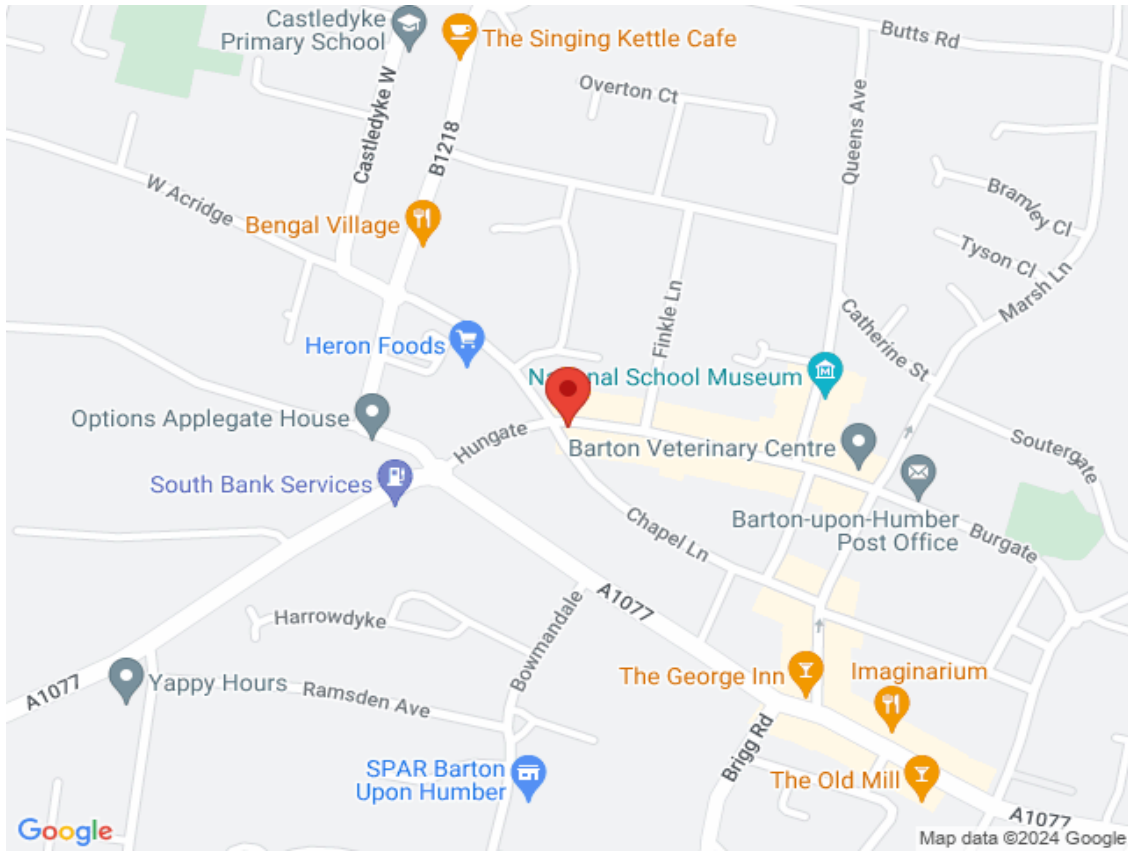 Castledyke
Primary School
The Singing Kettle Cafe
Butts Rd
Overton Ct
Castledyke W
B1218
Queens Ave
W Acridge
Bengal Village
Bramley Cl
Tyson Cl
Marsh Ln
Finkle Ln
Catherine St
Heron Foods
National School Museum
Options Applegate House
Hungate
Barton Veterinary Centre
Soutergate
South Bank Services
Chapel Ln
Barton-upon-Humber
Post Office
Burgate
A1077
Harrowdyke
Bowmandale
The George Inn
Imaginarium
A1077
Yappy Hours
Ramsden Ave
Brigg Rd
SPAR Barton
Upon Humber
The Old Mill
A1077
Google
Map data ©2024 Google